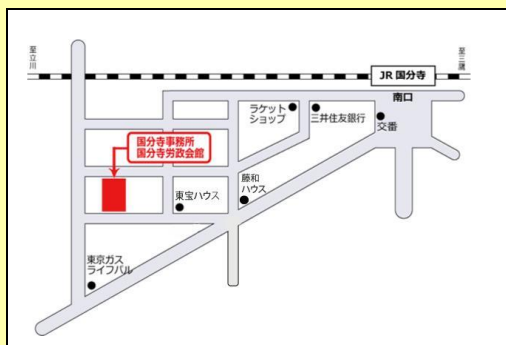 至立川
至三鷹
JR 国分寺
南口
ラケット
ショップ
三井住友銀行
交番
国分寺事務所
国分寺労政会館
東宝ハウス
藤和
ハウス
東京ガス
ライフバル